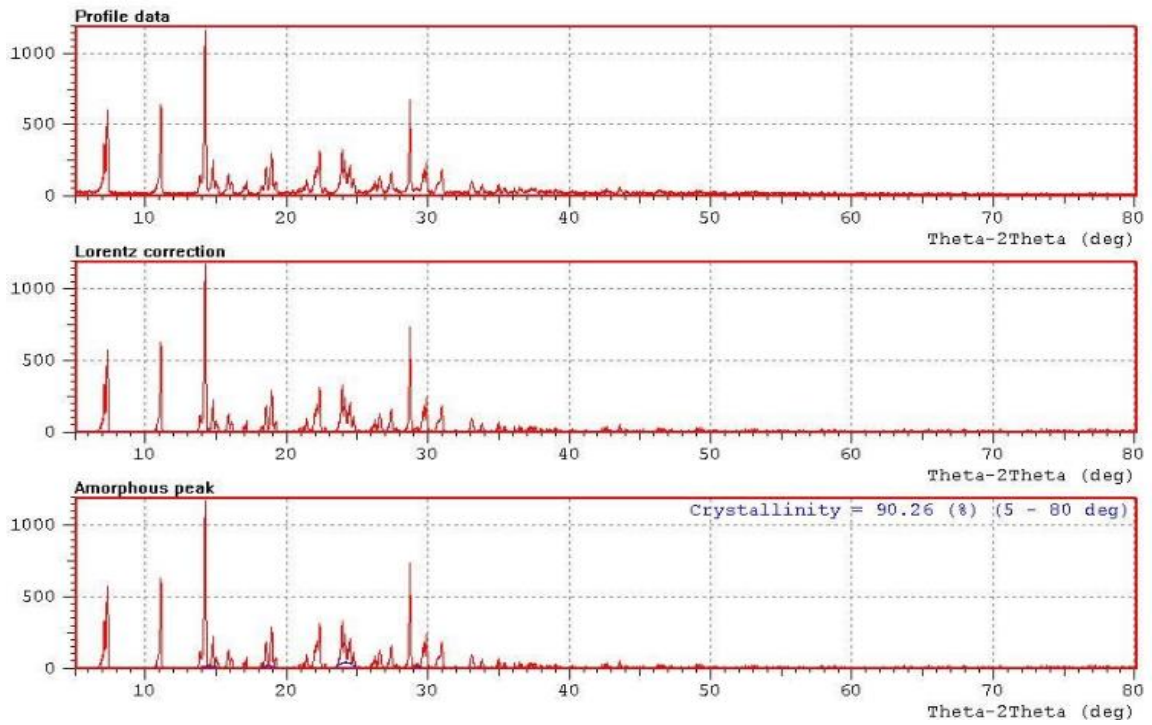 Profile data
1000
500
0
10 20 30 40 50 60 70 80
Theta-2Theta (deg)
Lorentz correction
1000
500
0
10 20 30 40 50 60 70 80
Theta-2Theta (deg)
Amorphous peak
Crystallinity = 90.26 (%) (5 - 80 deg)
1000
500
0
10 20 30 40 50 60 70 80
Theta-2Theta (deg)